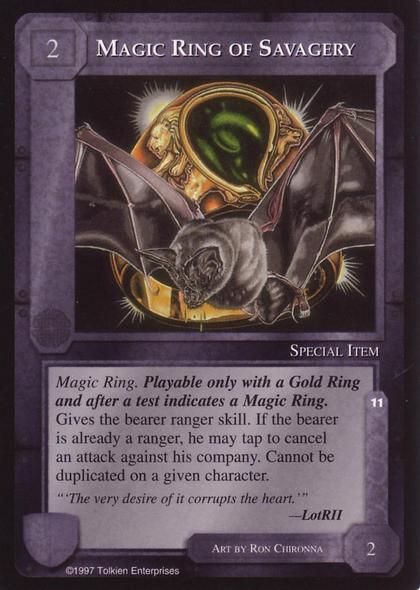 2
MAGIC RING OF SAVAGERY
SPECIAL ITEM
Magic Ring. Playable only with a Gold Ring
and after a test indicates a Magic Ring.
Gives the bearer ranger skill. If the bearer
is already a ranger, he may tap to cancel
an attack against his company. Cannot be
duplicated on a given character.
11
“‘The very desire of it corrupts the heart.’”
—LotRII
ART BY RON CHIRONNA
2
©1997 Tolkien Enterprises